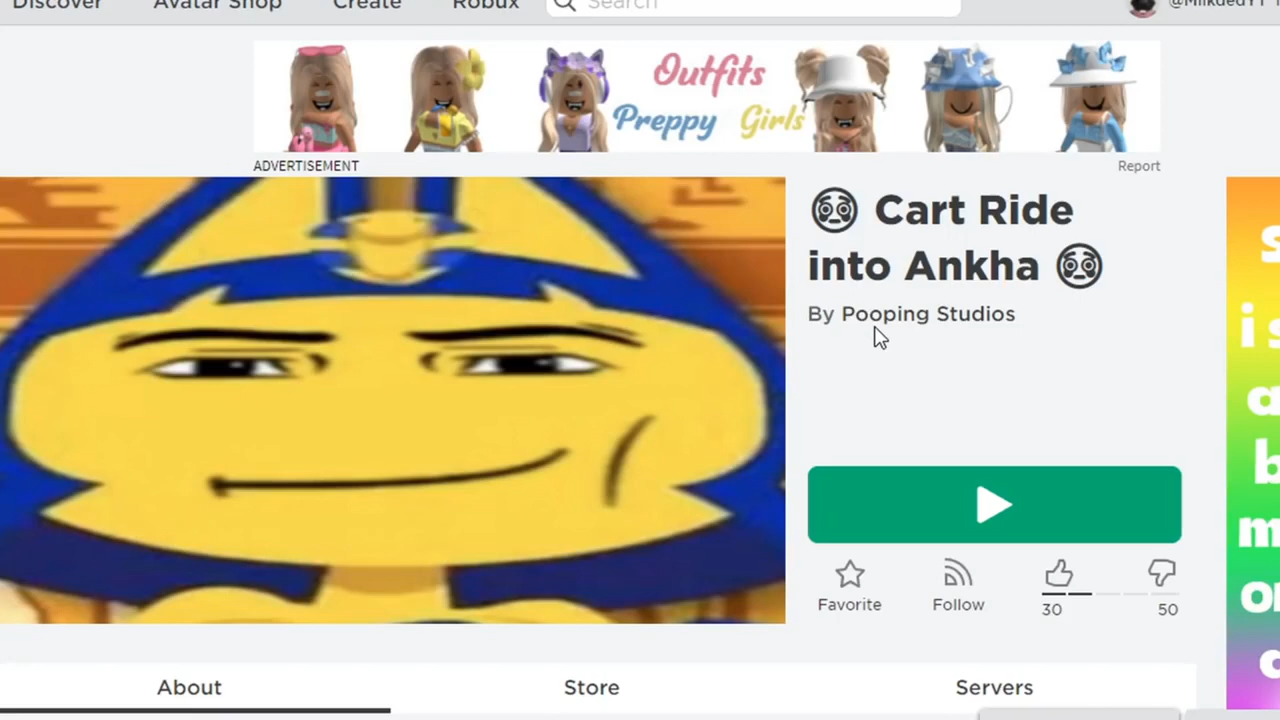 Discover Avatar Shop Create Robux Search
Outfits
Preppy Girls
ADVERTISEMENT Report
😳 Cart Ride
into Ankha 😳
By Pooping Studios
Favorite Follow 30 50
About Store Servers